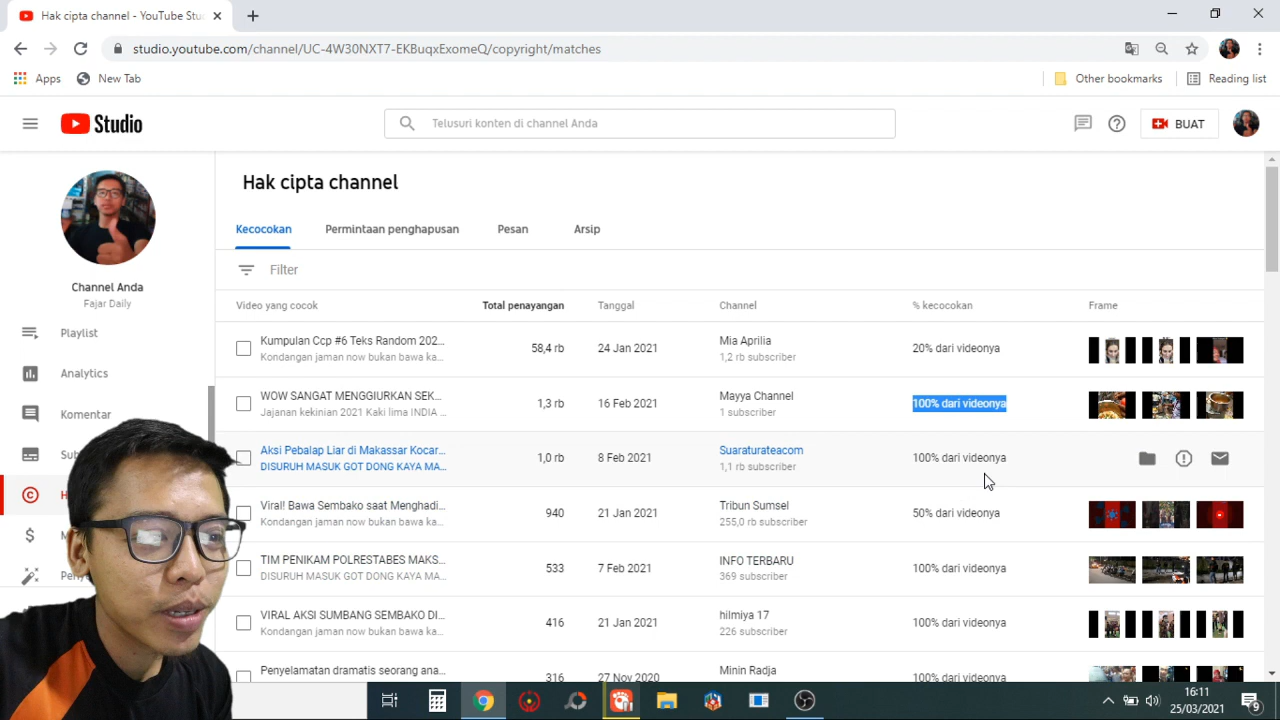 Hak cipta channel - YouTube Stu
studio.youtube.com/channel/UC-4W30NXT7-EKBuqxExomeQ/copyright/matches
Apps New Tab Other bookmarks Reading list
Studio Telusuri konten di channel Anda BUAT
Hak cipta channel
Kecocokan Permintaan penghapusan Pesan Arsip
Filter
Channel Anda
Fajar Daily
Playlist
Analytics
Komentar
Video yang cocok Total penayangan Tanggal Channel % kecocokan Frame
Kumpulan Ccp #6 Teks Random 202... 58,4 rb 24 Jan 2021 Mia Aprilia 20% dari videonya
Kondangan jaman now bukan bawa ka... 1,2 rb subscriber
WOW SANGAT MENGGIURKAN SEK... 1,3 rb 16 Feb 2021 Mayya Channel 100% dari videonya
Jajanan kekinian 2021 Kaki lima INDIA ... 1 subscriber
Aksi Pebalap Liar di Makassar Kocar... 1,0 rb 8 Feb 2021 Suaraturateacom 100% dari videonya
DISURUH MASUK GOT DONG KAYA MA... 1,1 rb subscriber
Viral! Bawa Sembako saat Menghadi... 940 21 Jan 2021 Tribun Sumsel 50% dari videonya
Kondangan jaman now bukan bawa ka... 255,0 rb subscriber
TIM PENIKAM POLRESTABES MAKS... 533 7 Feb 2021 INFO TERBARU 100% dari videonya
DISURUH MASUK GOT DONG KAYA MA... 369 subscriber
VIRAL AKSI SUMBANG SEMBAKO DI... 416 21 Jan 2021 hilmiya 17 100% dari videonya
Kondangan jaman now bukan bawa ka... 226 subscriber
Penyelamatan dramatis seorang ana... 316 27 Nov 2020 Minin Radja 100% dari videonya
16:11
25/03/2021
9